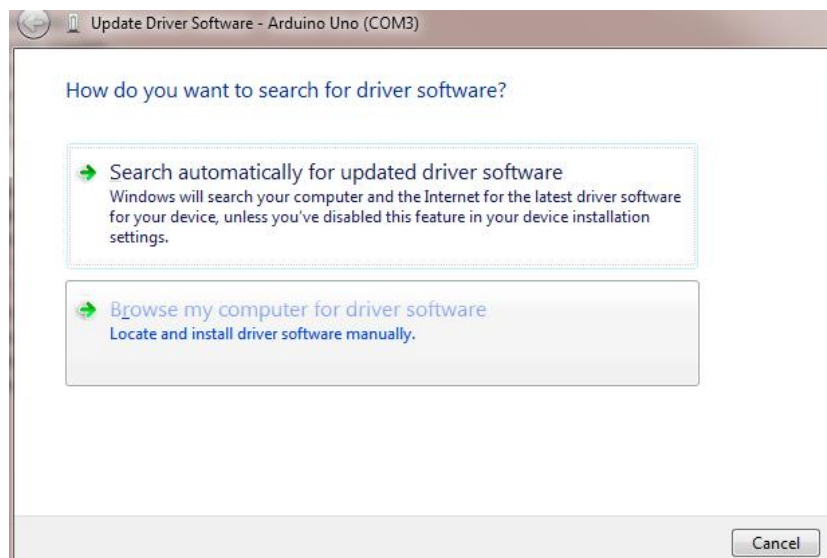 Update Driver Software - Arduino Uno (COM3)
How do you want to search for driver software?
Search automatically for updated driver software
Windows will search your computer and the Internet for the latest driver software
for your device, unless you've disabled this feature in your device installation
settings.
Browse my computer for driver software
Locate and install driver software manually.
Cancel